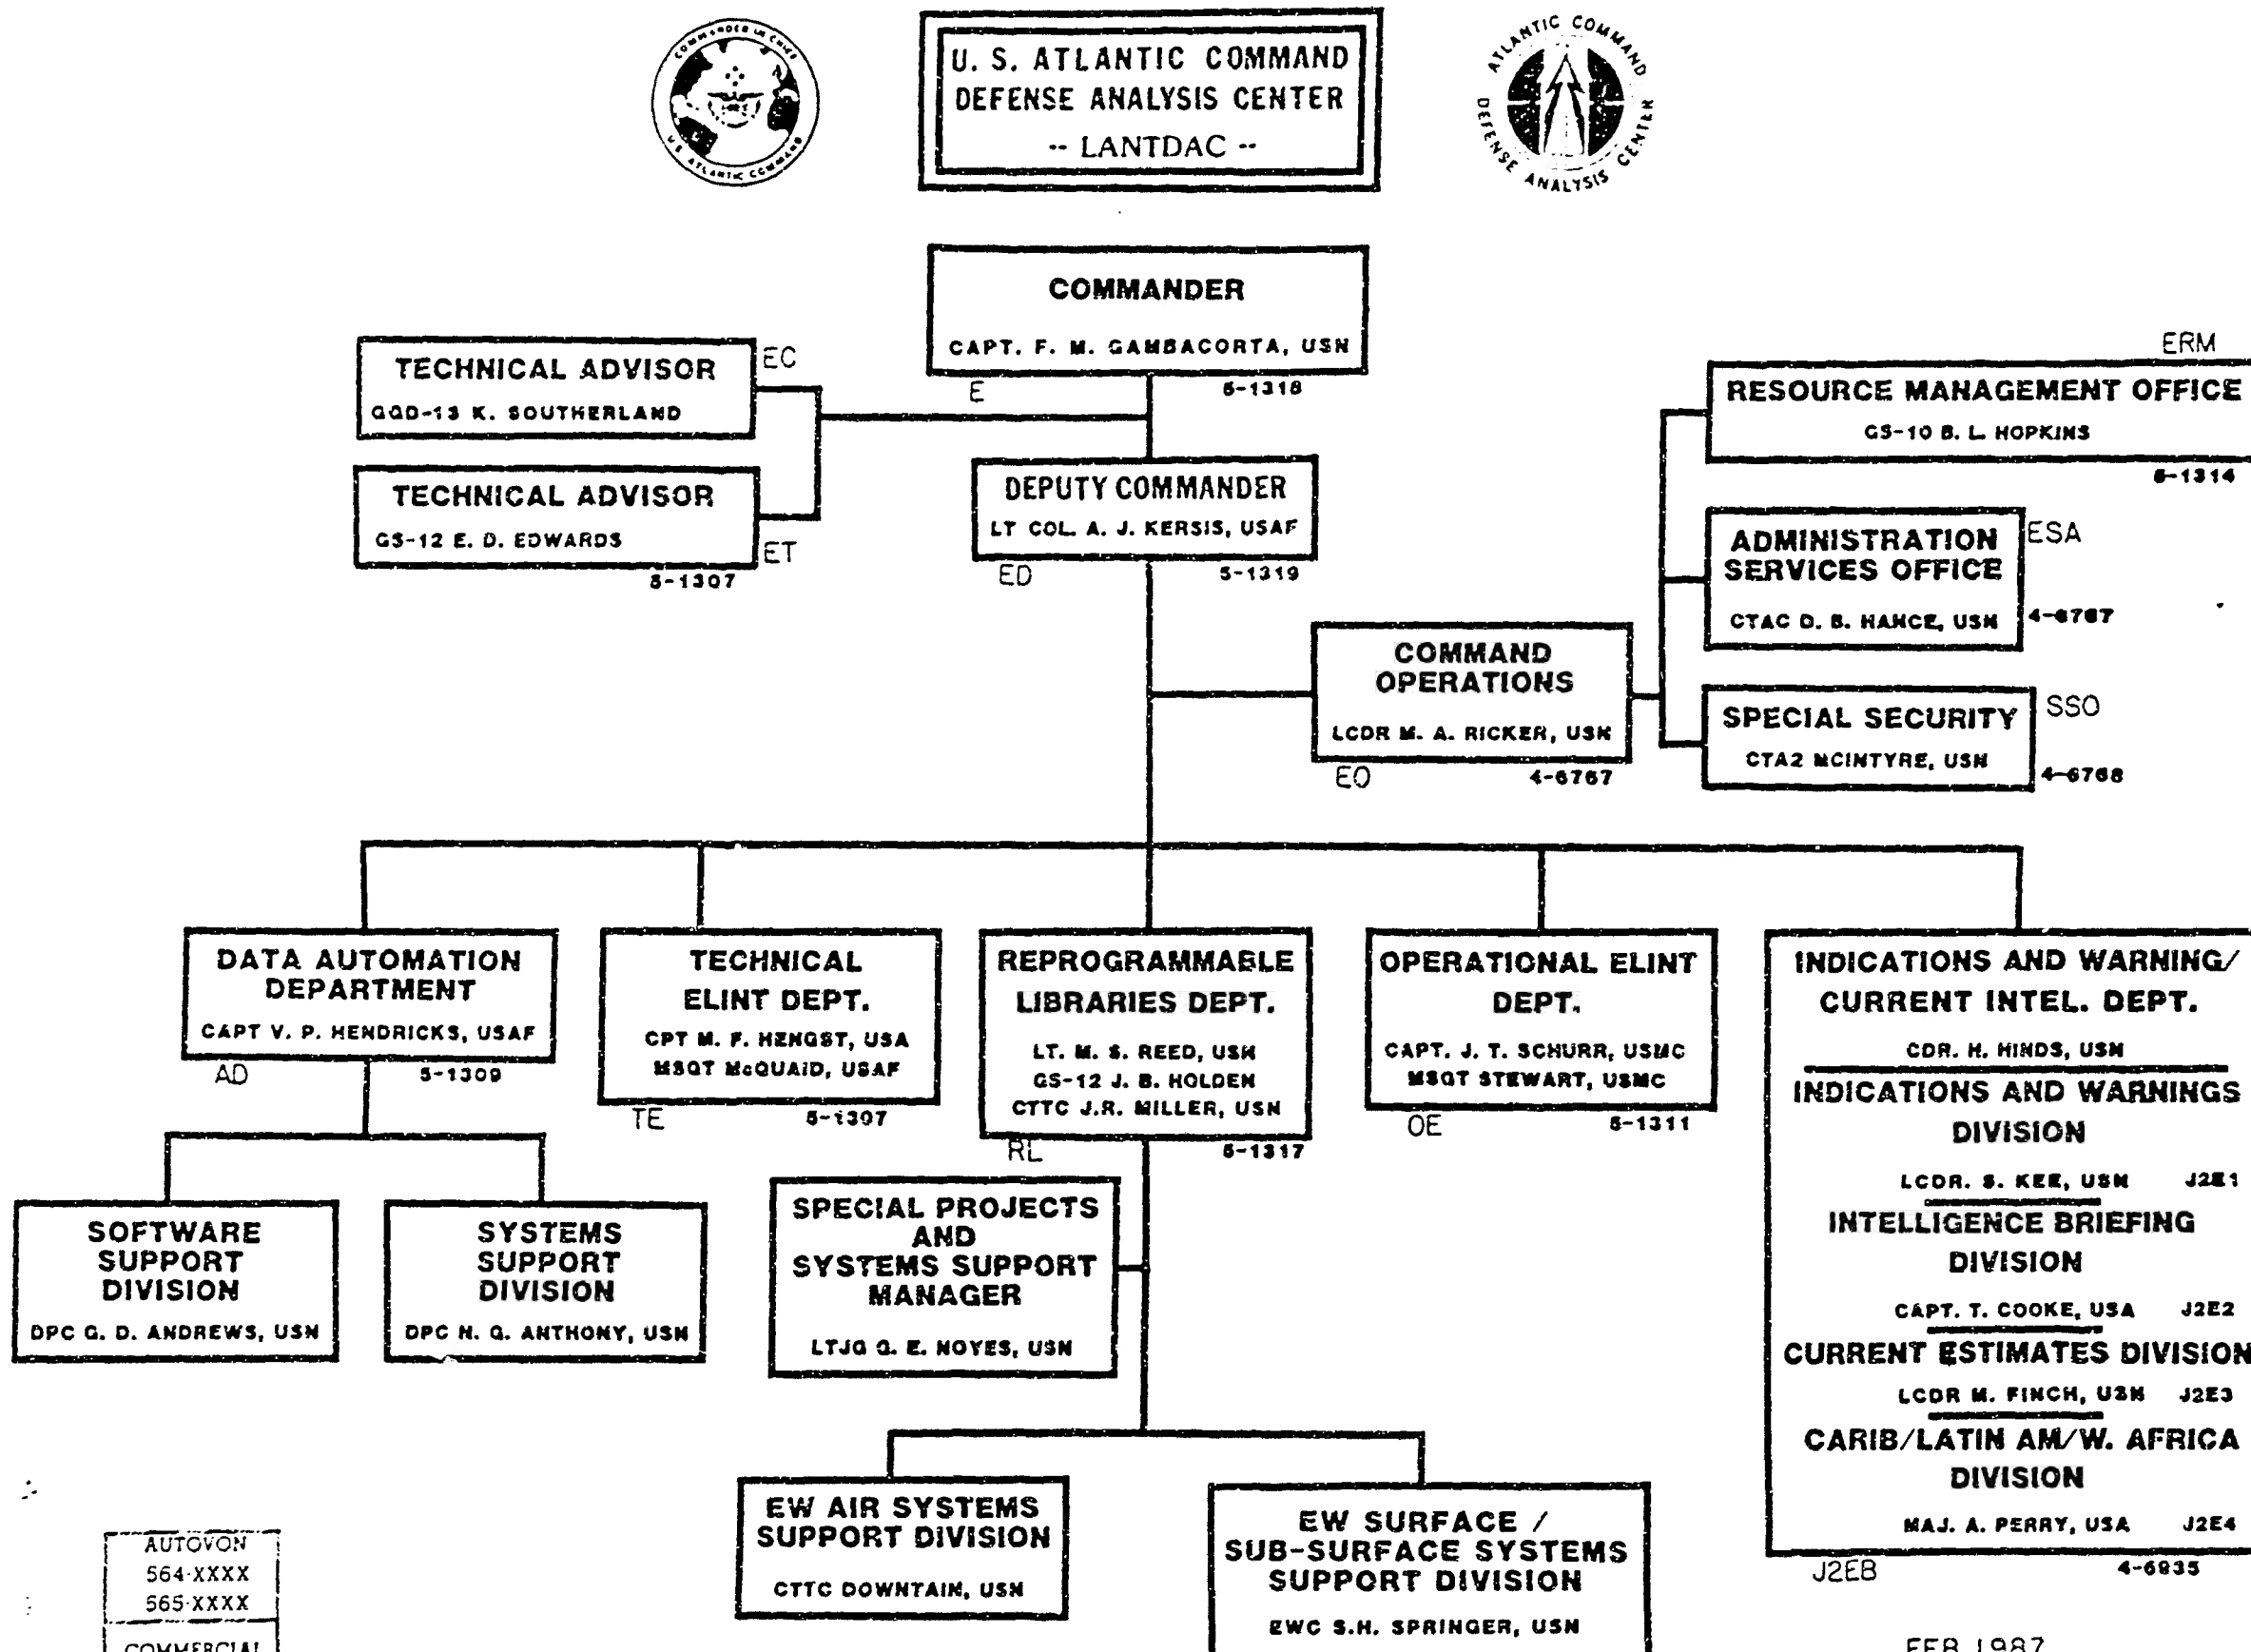 COMMANDER IN CHIEF
U.S. ATLANTIC COMMAND
U. S. ATLANTIC COMMAND
DEFENSE ANALYSIS CENTER
-- LANTDAC --
ATLANTIC COMMAND
DEFENSE ANALYSIS CENTER
COMMANDER
CAPT. F. M. GAMBACORTA, USN
E
5-1318
TECHNICAL ADVISOR
EC
GGD-13 K. SOUTHERLAND
TECHNICAL ADVISOR
GS-12 E. D. EDWARDS
ET
5-1307
DEPUTY COMMANDER
LT COL. A. J. KERSIS, USAF
ED
5-1319
ERM
RESOURCE MANAGEMENT OFFICE
GS-10 B. L. HOPKINS
5-1314
ADMINISTRATION
SERVICES OFFICE
ESA
CTAC D. B. HANCE, USN
4-6767
COMMAND
OPERATIONS
LCDR M. A. RICKER, USN
EO
4-6767
SPECIAL SECURITY
SSO
CTA2 MCINTYRE, USN
4-6768
DATA AUTOMATION
DEPARTMENT
CAPT V. P. HENDRICKS, USAF
AD
5-1309
TECHNICAL
ELINT DEPT.
CPT M. F. HENGST, USA
MSGT McQUAID, USAF
TE
5-1307
REPROGRAMMABLE
LIBRARIES DEPT.
LT. M. S. REED, USN
GS-12 J. B. HOLDEN
CTTC J.R. MILLER, USN
RL
5-1317
OPERATIONAL ELINT
DEPT.
CAPT. J. T. SCHURR, USMC
MSGT STEWART, USMC
OE
5-1311
INDICATIONS AND WARNING/
CURRENT INTEL. DEPT.
CDR. H. HINDS, USN
INDICATIONS AND WARNINGS
DIVISION
LCDR. S. KEE, USN J2E1
INTELLIGENCE BRIEFING
DIVISION
CAPT. T. COOKE, USA J2E2
CURRENT ESTIMATES DIVISION
LCDR M. FINCH, USN J2E3
CARIB/LATIN AM/W. AFRICA
DIVISION
MAJ. A. PERRY, USA J2E4
J2EB
4-6935
SOFTWARE
SUPPORT
DIVISION
DPC G. D. ANDREWS, USN
SYSTEMS
SUPPORT
DIVISION
DPC N. G. ANTHONY, USN
SPECIAL PROJECTS
AND
SYSTEMS SUPPORT
MANAGER
LTJG G. E. NOYES, USN
EW AIR SYSTEMS
SUPPORT DIVISION
CTTC DOWNTAIN, USN
EW SURFACE /
SUB-SURFACE SYSTEMS
SUPPORT DIVISION
EWC S.H. SPRINGER, USN
AUTOVON
564-XXXX
565-XXXX
COMMERCIAL
FEB 1987